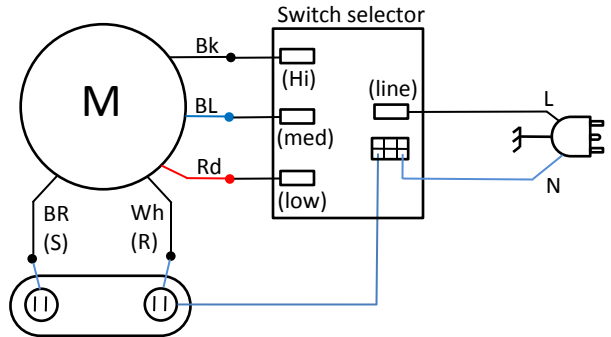 Switch selector
Bk
(Hi)
M
BL
(med)
(line)
L
Rd
(low)
N
BR
(S)
Wh
(R)